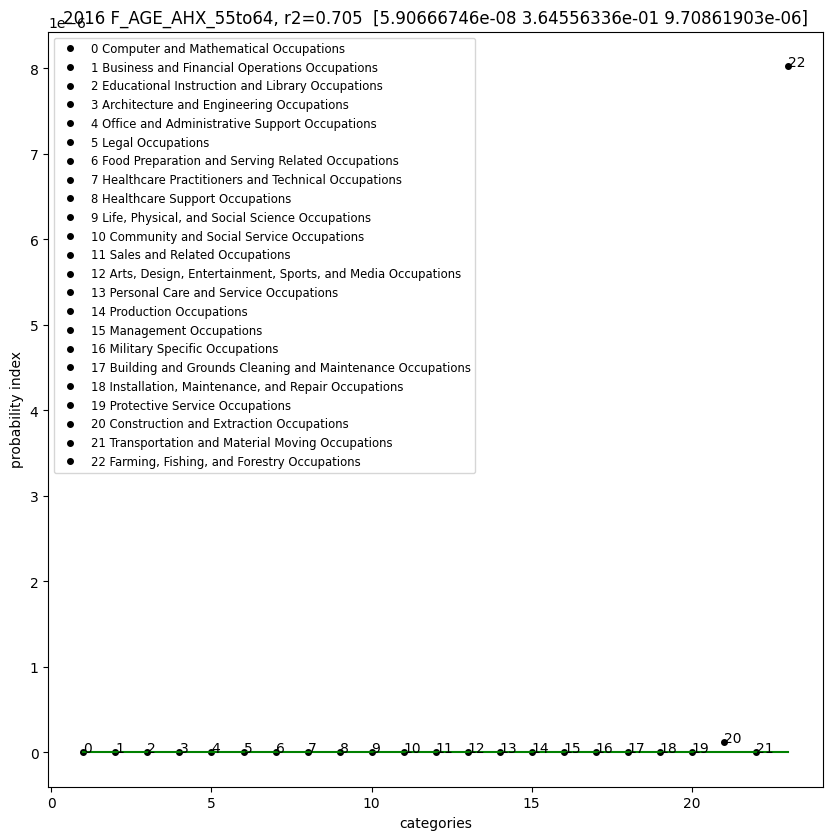 2016 F_AGE_AHX_55to64, r2=0.705  [5.90666746e-08 3.64556336e-01 9.70861903e-06]
1e−6
0 Computer and Mathematical Occupations
1 Business and Financial Operations Occupations
2 Educational Instruction and Library Occupations
3 Architecture and Engineering Occupations
4 Office and Administrative Support Occupations
5 Legal Occupations
6 Food Preparation and Serving Related Occupations
7 Healthcare Practitioners and Technical Occupations
8 Healthcare Support Occupations
9 Life, Physical, and Social Science Occupations
10 Community and Social Service Occupations
11 Sales and Related Occupations
12 Arts, Design, Entertainment, Sports, and Media Occupations
13 Personal Care and Service Occupations
14 Production Occupations
15 Management Occupations
16 Military Specific Occupations
17 Building and Grounds Cleaning and Maintenance Occupations
18 Installation, Maintenance, and Repair Occupations
19 Protective Service Occupations
20 Construction and Extraction Occupations
21 Transportation and Material Moving Occupations
22 Farming, Fishing, and Forestry Occupations
22
8
7
6
5
4
3
2
1
0
probability index
0 1 2 3 4 5 6 7 8 9 10 11 12 13 14 15 16 17 18 19 20 21
0 5 10 15 20
categories